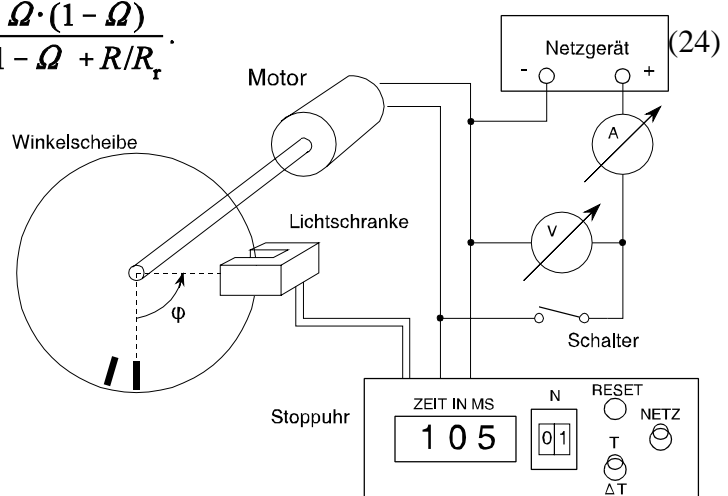 Ω·(1 − Ω)
1 − Ω + R/Rr
.
(24)
Netzgerät
- +
Motor
A
Winkelscheibe
Lichtschranke
V
φ
Schalter
Stoppuhr
ZEIT IN MS
N
RESET
NETZ
105
01
T
ΔT